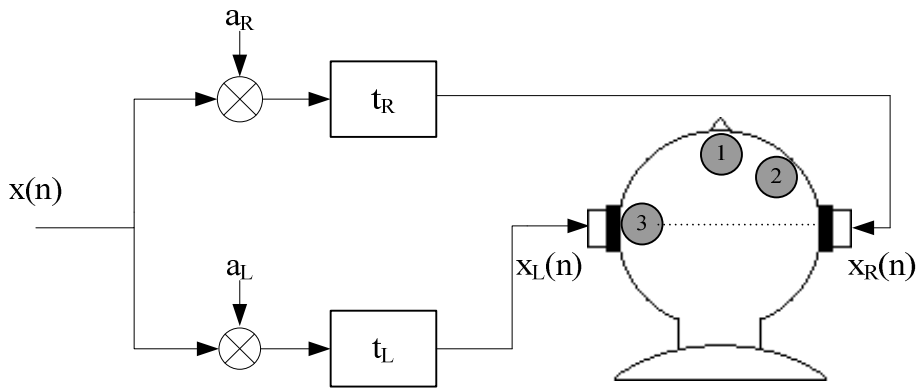 a_R
t_R
1
2
x(n)
3
a_L
x_L(n)
x_R(n)
t_L